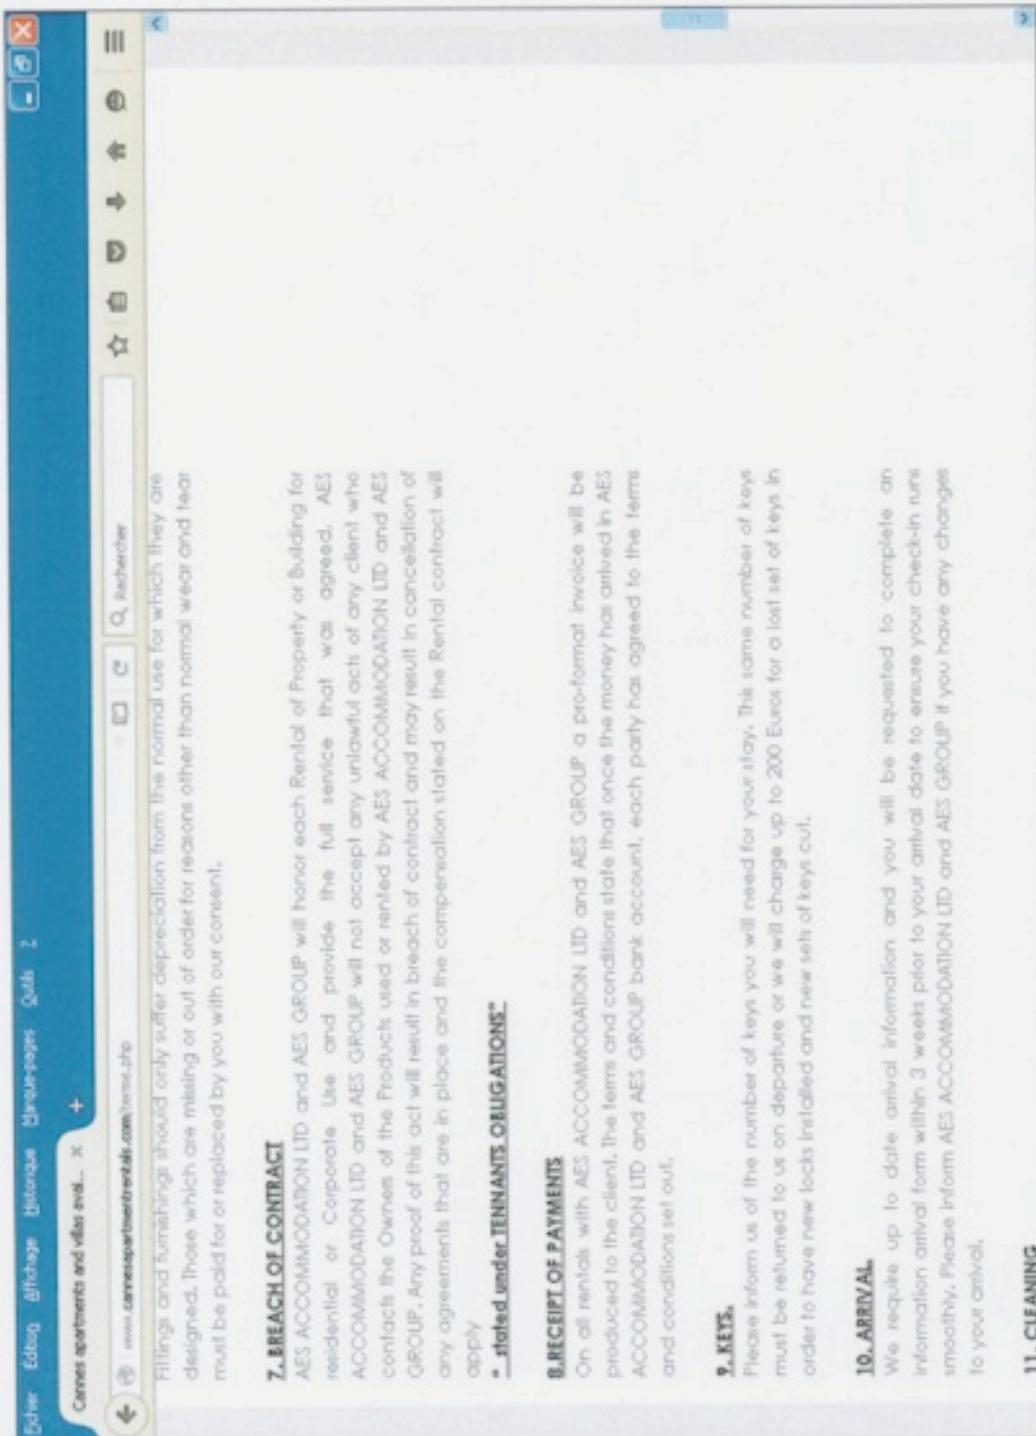 Fichier Edition Affichage Historique Marque-pages Outils ?
Cannes apartments and villas aval... × +
www.cannesapartmentrentals.com/terms.php
Rechercher
Fittings and furnishings should only suffer depreciation from the normal use for which they are
designed. Those which are missing or out of order for reasons other than normal wear and tear
must be paid for or replaced by you with our consent.
7. BREACH OF CONTRACT
AES ACCOMMODATION LTD and AES GROUP will honor each Rental of Property or Building for
residential or Corporate Use and provide the full service that was agreed. AES
ACCOMMODATION LTD and AES GROUP will not accept any unlawful acts of any client who
contacts the Owners of the Products used or rented by AES ACCOMMODATION LTD and AES
GROUP. Any proof of this act will result in breach of contract and may result in cancellation of
any agreements that are in place and the compensation stated on the Rental contract will
apply
" stated under TENNANTS OBLIGATIONS"
8.RECEIPT OF PAYMENTS
On all rentals with AES ACCOMMODATION LTD and AES GROUP a pro-format invoice will be
produced to the client. The terms and conditions state that once the money has arrived in AES
ACCOMMODATION LTD and AES GROUP bank account, each party has agreed to the terms
and conditions set out.
9. KEYS.
Please inform us of the number of keys you will need for your stay. This same number of keys
must be returned to us on departure or we will charge up to 200 Euros for a lost set of keys in
order to have new locks installed and new sets of keys cut.
10. ARRIVAL.
We require up to date arrival information and you will be requested to complete an
information arrival form within 3 weeks prior to your arrival date to ensure your check-in runs
smoothly. Please inform AES ACCOMMODATION LTD and AES GROUP if you have any changes
to your arrival.
11. CLEANING